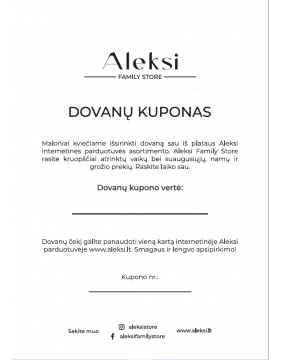 Aleksi
FAMILY STORE
DOVANŲ KUPONAS
Maloniai kviečiame išsirinkti dovaną sau iš plataus Aleksi
internetinės parduotuvės asortimento. Aleksi Family Store
rasite kruopščiai atrinktų vaikų bei suaugusiųjų, namų ir
grožio prekių. Raskite laiko sau.
Dovanų kupono vertė:
Dovanų čekį galite panaudoti vieną kartą internetinėje Aleksi
parduotuvėje www.aleksi.lt. Smagaus ir lengvo apsipirkimo!
Kupono nr.:
Sekite mus:
aleksistore
aleksifamilystore
www.aleksi.lt